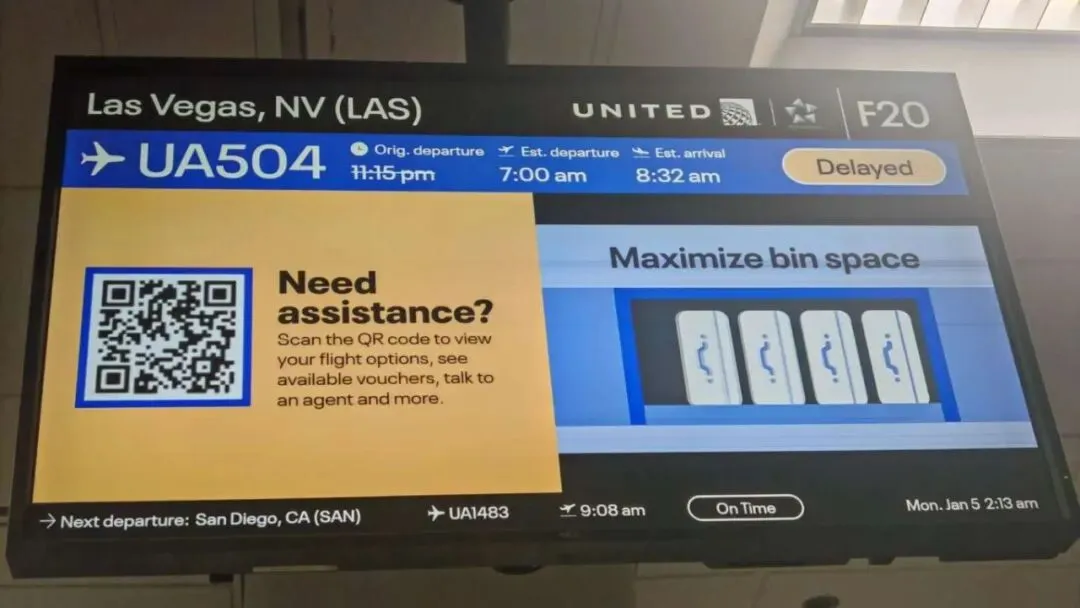 Las Vegas, NV (LAS)
UNITED
F20
UA504
Orig. departure
11:15 pm
Est. departure
7:00 am
Est. arrival
8:32 am
Delayed
Need
assistance?
Scan the QR code to view
your flight options, see
available vouchers, talk to
an agent and more.
Maximize bin space
Next departure: San Diego, CA (SAN)
UA1483
9:08 am
On Time
Mon. Jan 5 2:13 am